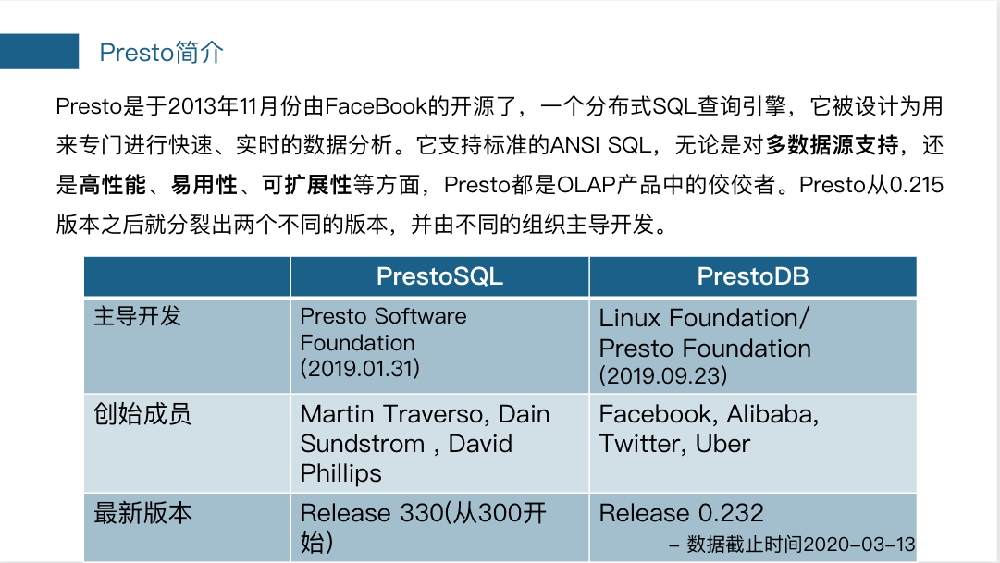 Presto简介
Presto是于2013年11月份由FaceBook的开源了，一个分布式SQL查询引擎，它被设计为用
来专门进行快速、实时的数据分析。它支持标准的ANSI SQL，无论是对多数据源支持，还
是高性能、易用性、可扩展性等方面，Presto都是OLAP产品中的佼佼者。Presto从0.215
版本之后就分裂出两个不同的版本，并由不同的组织主导开发。
PrestoSQL
PrestoDB
主导开发
Presto Software
Foundation
(2019.01.31)
Linux Foundation/
Presto Foundation
(2019.09.23)
创始成员
Martin Traverso, Dain
Sundstrom , David
Phillips
Facebook, Alibaba,
Twitter, Uber
最新版本
Release 330(从300开
始)
Release 0.232
– 数据截止时间2020–03–13